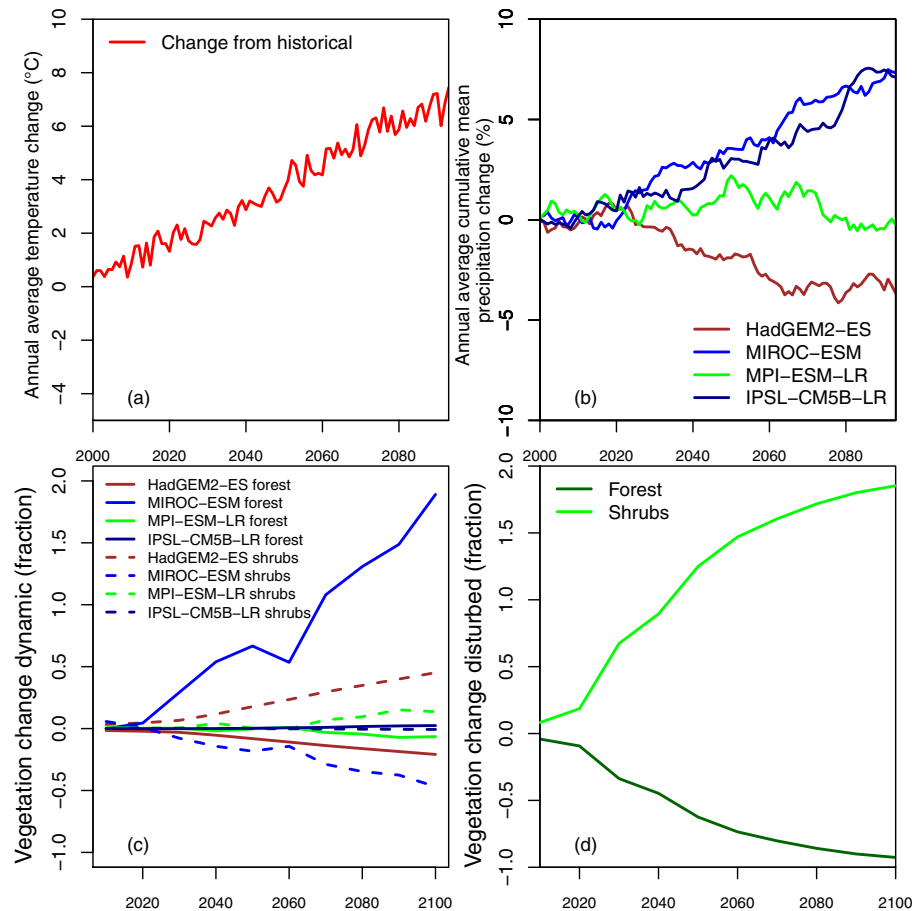 Annual average temperature change (°C)
10
8
6
4
2
0
−2
−4
Change from historical
(a)
2000
2020
2040
2060
2080
Annual average cumulative mean
precipitation change (%)
10
5
0
−5
−10
HadGEM2−ES
MIROC−ESM
MPI−ESM−LR
IPSL−CM5B−LR
(b)
2000
2020
2040
2060
2080
Vegetation change dynamic (fraction)
2.0
1.5
1.0
0.5
0.0
−0.5
−1.0
HadGEM2−ES forest
MIROC−ESM forest
MPI−ESM−LR forest
IPSL−CM5B−LR forest
HadGEM2−ES shrubs
MIROC−ESM shrubs
MPI−ESM−LR shrubs
IPSL−CM5B−LR shrubs
(c)
2020
2040
2060
2080
2100
Vegetation change disturbed (fraction)
2.0
1.5
1.0
0.5
0.0
−0.5
−1.0
Forest
Shrubs
(d)
2020
2040
2060
2080
2100